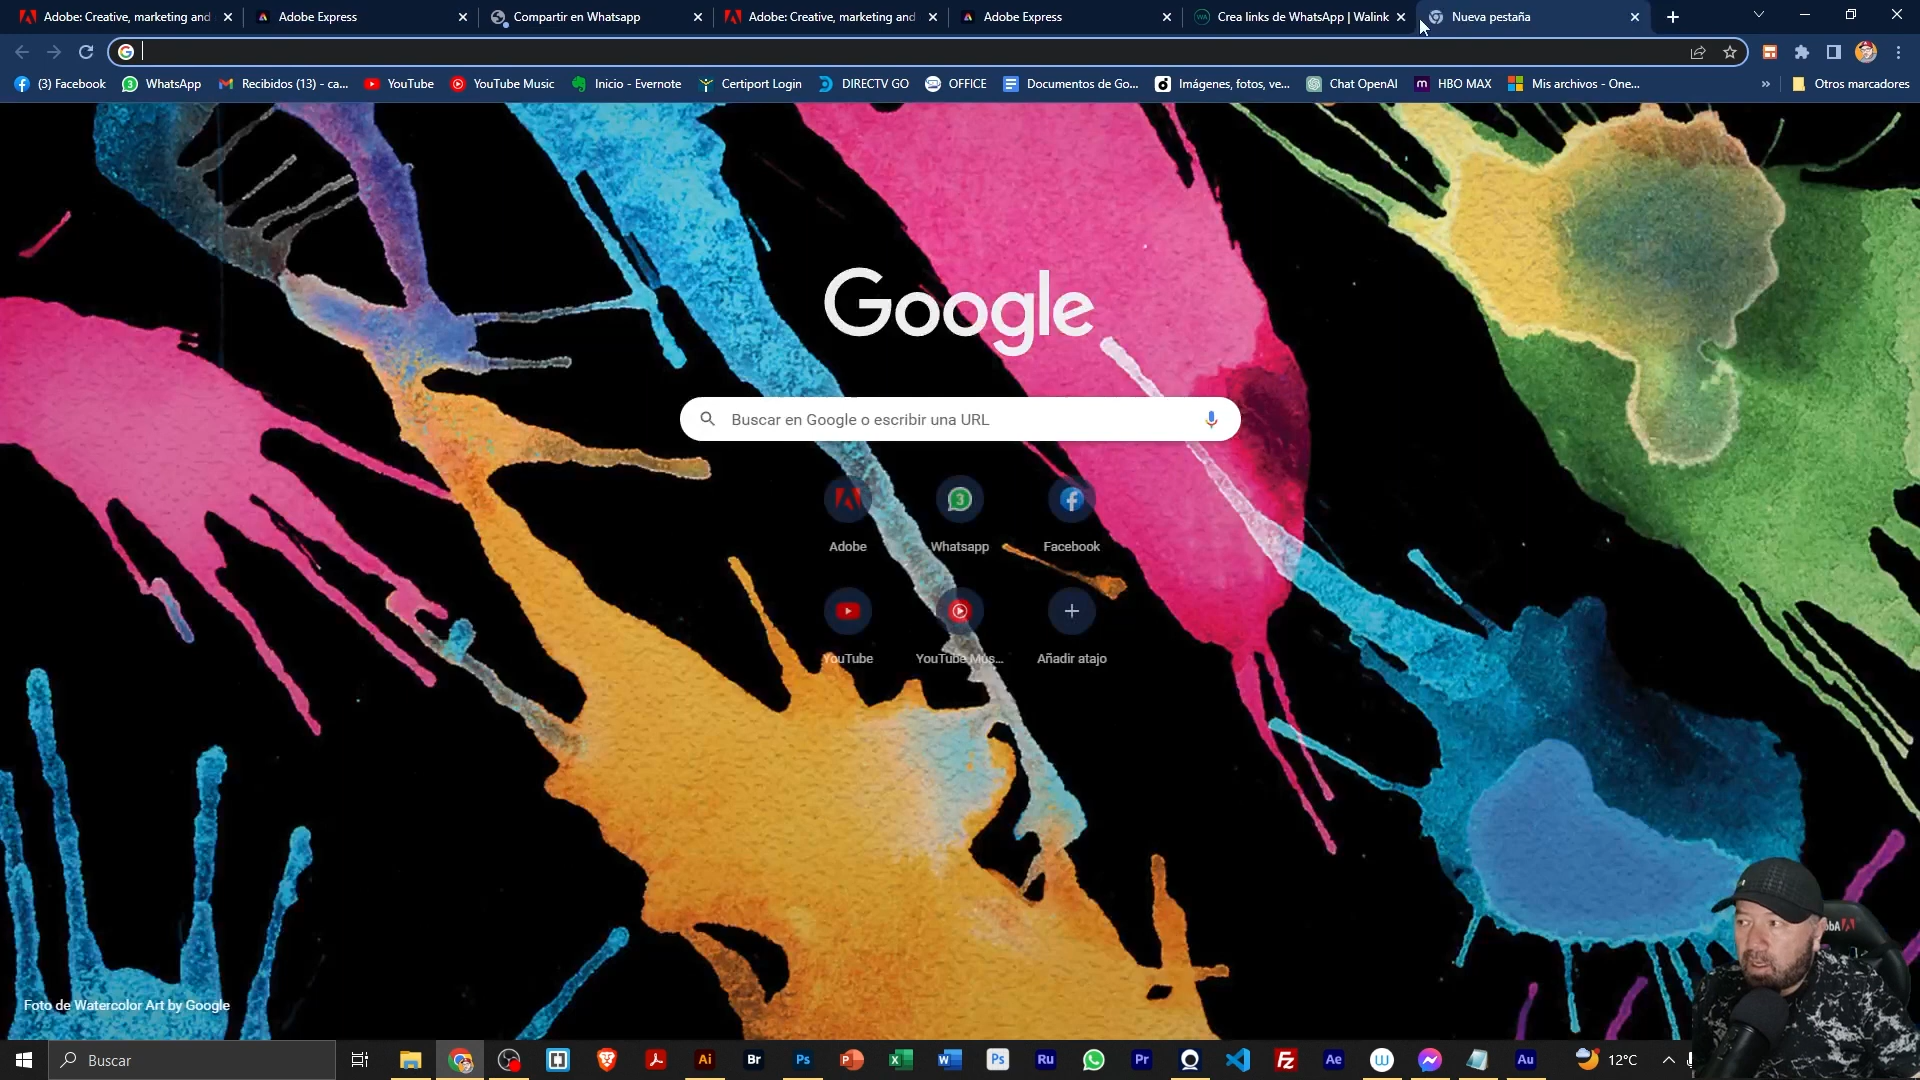 Adobe: Creative, marketing and
Adobe Express
Compartir en Whatsapp
Adobe: Creative, marketing and
Adobe Express
Crea links de WhatsApp | Walink
Nueva pestaña
(3) Facebook
WhatsApp
Recibidos (13) - ca...
YouTube
YouTube Music
Inicio - Evernote
Certiport Login
DIRECTV GO
OFFICE
Documentos de Go...
Imágenes, fotos, ve...
Chat OpenAI
HBO MAX
Mis archivos - One...
»
Otros marcadores
Google
Buscar en Google o escribir una URL
3
Adobe
Whatsapp
Facebook
YouTube
YouTube Mus...
Añadir atajo
Foto de Watercolor Art by Google
Buscar
Ai
Br
Ps
Ps
Ru
Pr
Ae
Au
12°C